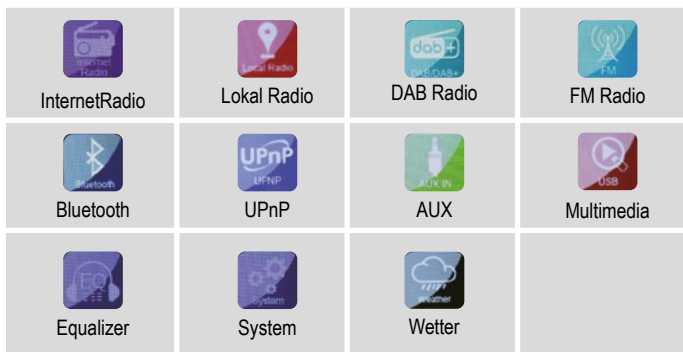 Internet
Radio
InternetRadio
Local Radio
Lokal Radio
dab+
DAB/DAB+
DAB Radio
FM
FM Radio
Bluetooth
Bluetooth
UPnP
UPNP
UPnP
AUX IN
AUX
USB
Multimedia
EQ
Equalizer
System
System
Weather
Wetter